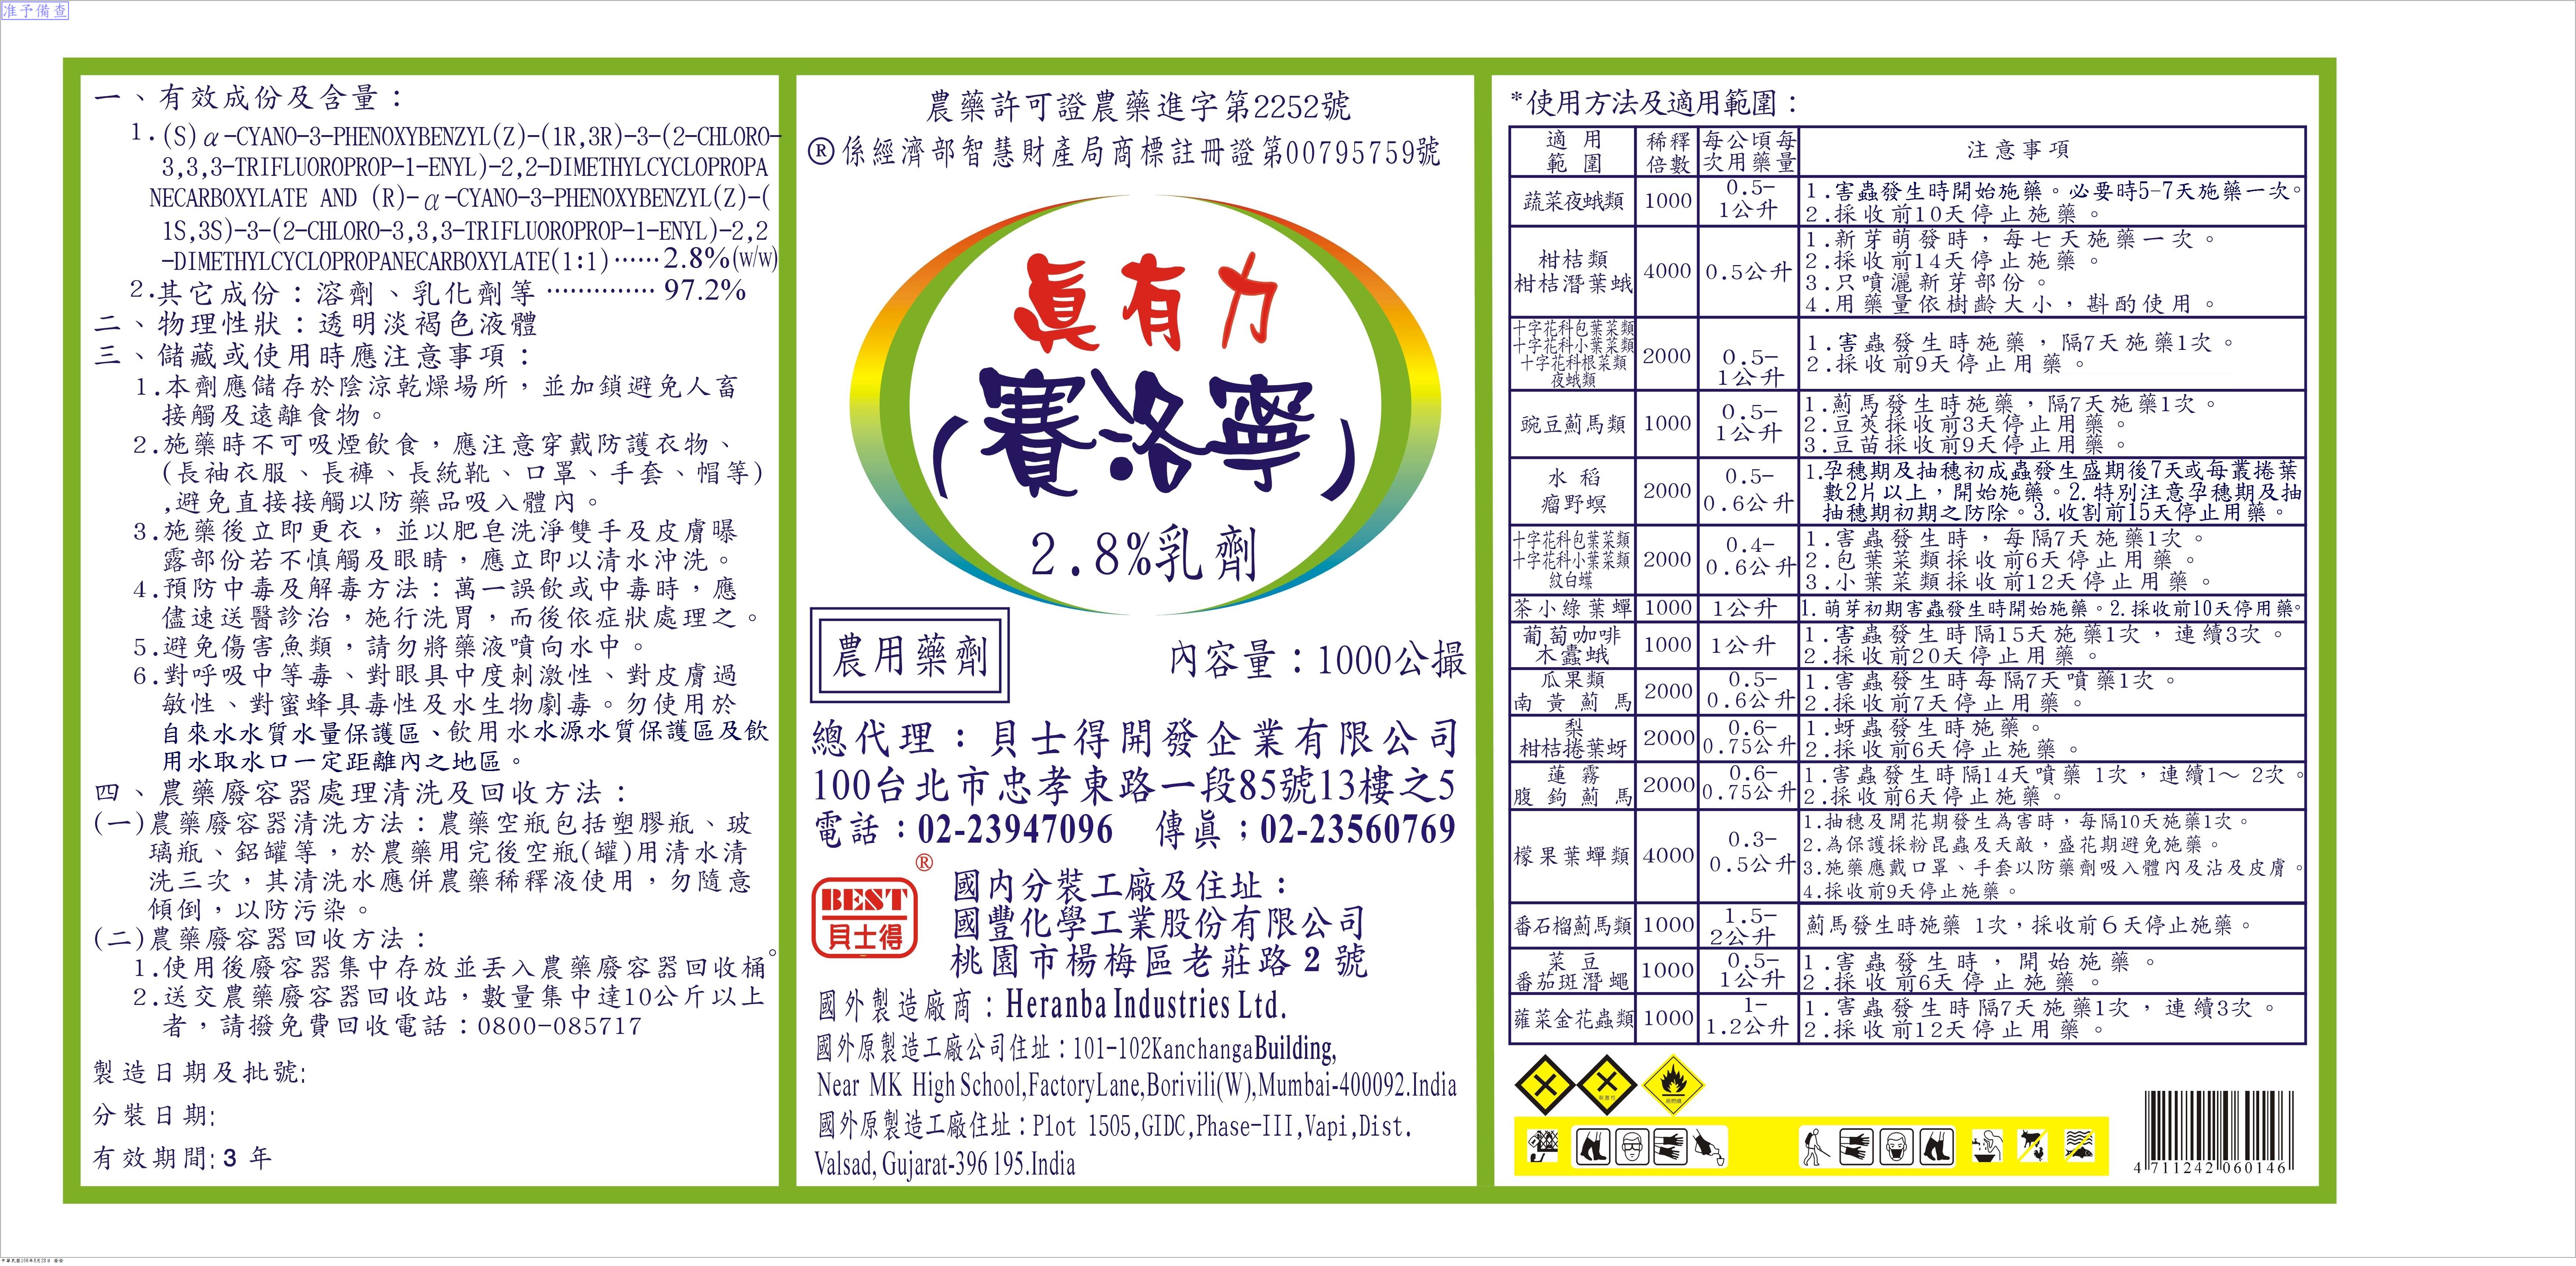 准予備查
一、有效成份及含量：
1.(S)α-CYANO-3-PHENOXYBENZYL(Z)-(1R,3R)-3-(2-CHLORO-
3,3,3-TRIFLUOROPROP-1-ENYL)-2,2-DIMETHYLCYCLOPROPA
NECARBOXYLATE AND (R)-α-CYANO-3-PHENOXYBENZYL(Z)-(
1S,3S)-3-(2-CHLORO-3,3,3-TRIFLUOROPROP-1-ENYL)-2,2
-DIMETHYLCYCLOPROPANECARBOXYLATE(1:1)⋯⋯2.8%(w/w)
2.其它成份：溶劑、乳化劑等⋯⋯⋯⋯⋯97.2%
二、物理性狀：透明淡褐色液體
三、儲藏或使用時應注意事項：
1.本劑應儲存於陰涼乾燥場所，並加鎖避免人畜
接觸及遠離食物。
2.施藥時不可吸煙飲食，應注意穿戴防護衣物、
(長袖衣服、長褲、長統靴、口罩、手套、帽等)
,避免直接接觸以防藥品吸入體內。
3.施藥後立即更衣，並以肥皂洗淨雙手及皮膚曝
露部份若不慎觸及眼睛，應立即以清水沖洗。
4.預防中毒及解毒方法：萬一誤飲或中毒時，應
儘速送醫診治，施行洗胃，而後依症狀處理之。
5.避免傷害魚類，請勿將藥液噴向水中。
6.對呼吸中等毒、對眼具中度刺激性、對皮膚過
敏性、對蜜蜂具毒性及水生物劇毒。勿使用於
自來水水質水量保護區、飲用水水源水質保護區及飲
用水取水口一定距離內之地區。
四、農藥廢容器處理清洗及回收方法：
(一)農藥廢容器清洗方法：農藥空瓶包括塑膠瓶、玻
璃瓶、鋁罐等，於農藥用完後空瓶(罐)用清水清
洗三次，其清洗水應併農藥稀釋液使用，勿隨意
傾倒，以防污染。
(二)農藥廢容器回收方法：
1.使用後廢容器集中存放並丟入農藥廢容器回收桶。
2.送交農藥廢容器回收站，數量集中達10公斤以上
者，請撥免費回收電話：0800-085717
製造日期及批號:
分裝日期:
有效期間:3 年
農藥許可證農藥進字第2252號
®係經濟部智慧財產局商標註冊證第00795759號
真有力
(賽洛寧)
2.8%乳劑
農用藥劑
內容量：1000公撮
總代理：貝士得開發企業有限公司
100台北市忠孝東路一段85號13樓之5
電話：02-23947096 傳真；02-23560769
®
BEST
貝士得
國內分裝工廠及住址：
國豐化學工業股份有限公司
桃園市楊梅區老莊路 2 號
國外製造廠商：Heranba Industries Ltd.
國外原製造工廠公司住址：101-102KanchangaBuilding,
Near MK High School,FactoryLane,Borivili(W),Mumbai-400092.India
國外原製造工廠住址：Plot 1505,GIDC,Phase-III,Vapi,Dist.
Valsad, Gujarat-396 195.India
*使用方法及適用範圍：
適用範圍 稀釋倍數 每公頃每次用藥量 注意事項
蔬菜夜蛾類 1000 0.5-1公升 1.害蟲發生時開始施藥。必要時5-7天施藥一次。
2.採收前10天停止施藥。
柑桔類柑桔潛葉蛾 4000 0.5公升 1.新芽萌發時，每七天施藥一次。
2.採收前14天停止施藥。
3.只噴灑新芽部份。
4.用藥量依樹齡大小，斟酌使用。
十字花科包葉菜類十字花科小葉菜類十字花科根菜類夜蛾類 2000 0.5-1公升 1.害蟲發生時施藥，隔7天施藥1次。
2.採收前9天停止用藥。
豌豆薊馬類 1000 0.5-1公升 1.薊馬發生時施藥，隔7天施藥1次。
2.豆莢採收前3天停止用藥。
3.豆苗採收前9天停止用藥。
水稻瘤野螟 2000 0.5-0.6公升 1.孕穗期及抽穗初成蟲發生盛期後7天或每叢捲葉
數2片以上，開始施藥。2.特別注意孕穗期及抽
抽穗期初期之防除。3.收割前15天停止用藥。
十字花科包葉菜類十字花科小葉菜類紋白蝶 2000 0.4-0.6公升 1.害蟲發生時，每隔7天施藥1次。
2.包葉菜類採收前6天停止用藥。
3.小葉菜類採收前12天停止用藥。
茶小綠葉蟬 1000 1公升 1.萌芽初期害蟲發生時開始施藥。2.採收前10天停用藥。
葡萄咖啡木蠹蛾 1000 1公升 1.害蟲發生時隔15天施藥1次，連續3次。
2.採收前20天停止用藥。
瓜果類南黃薊馬 2000 0.5-0.6公升 1.害蟲發生時每隔7天噴藥1次。
2.採收前7天停止用藥。
梨柑桔捲葉蚜 2000 0.6-0.75公升 1.蚜蟲發生時施藥。
2.採收前6天停止施藥。
蓮霧腹鉤薊馬 2000 0.6-0.75公升 1.害蟲發生時隔14天噴藥 1次，連續1～ 2次。
2.採收前6天停止施藥。
檬果葉蟬類 4000 0.3-0.5公升 1.抽穗及開花期發生為害時，每隔10天施藥1次。
2.為保護採粉昆蟲及天敵，盛花期避免施藥。
3.施藥應戴口罩、手套以防藥劑吸入體內及沾及皮膚。
4.採收前9天停止施藥。
番石榴薊馬類 1000 1.5-2公升 薊馬發生時施藥 1次，採收前６天停止施藥。
菜豆番茄斑潛蠅 1000 0.5-1公升 1.害蟲發生時，開始施藥。
2.採收前6天停止施藥。
蕹菜金花蟲類 1000 1-1.2公升 1.害蟲發生時隔7天施藥1次，連續3次。
2.採收前12天停止用藥。
4 711242 060146